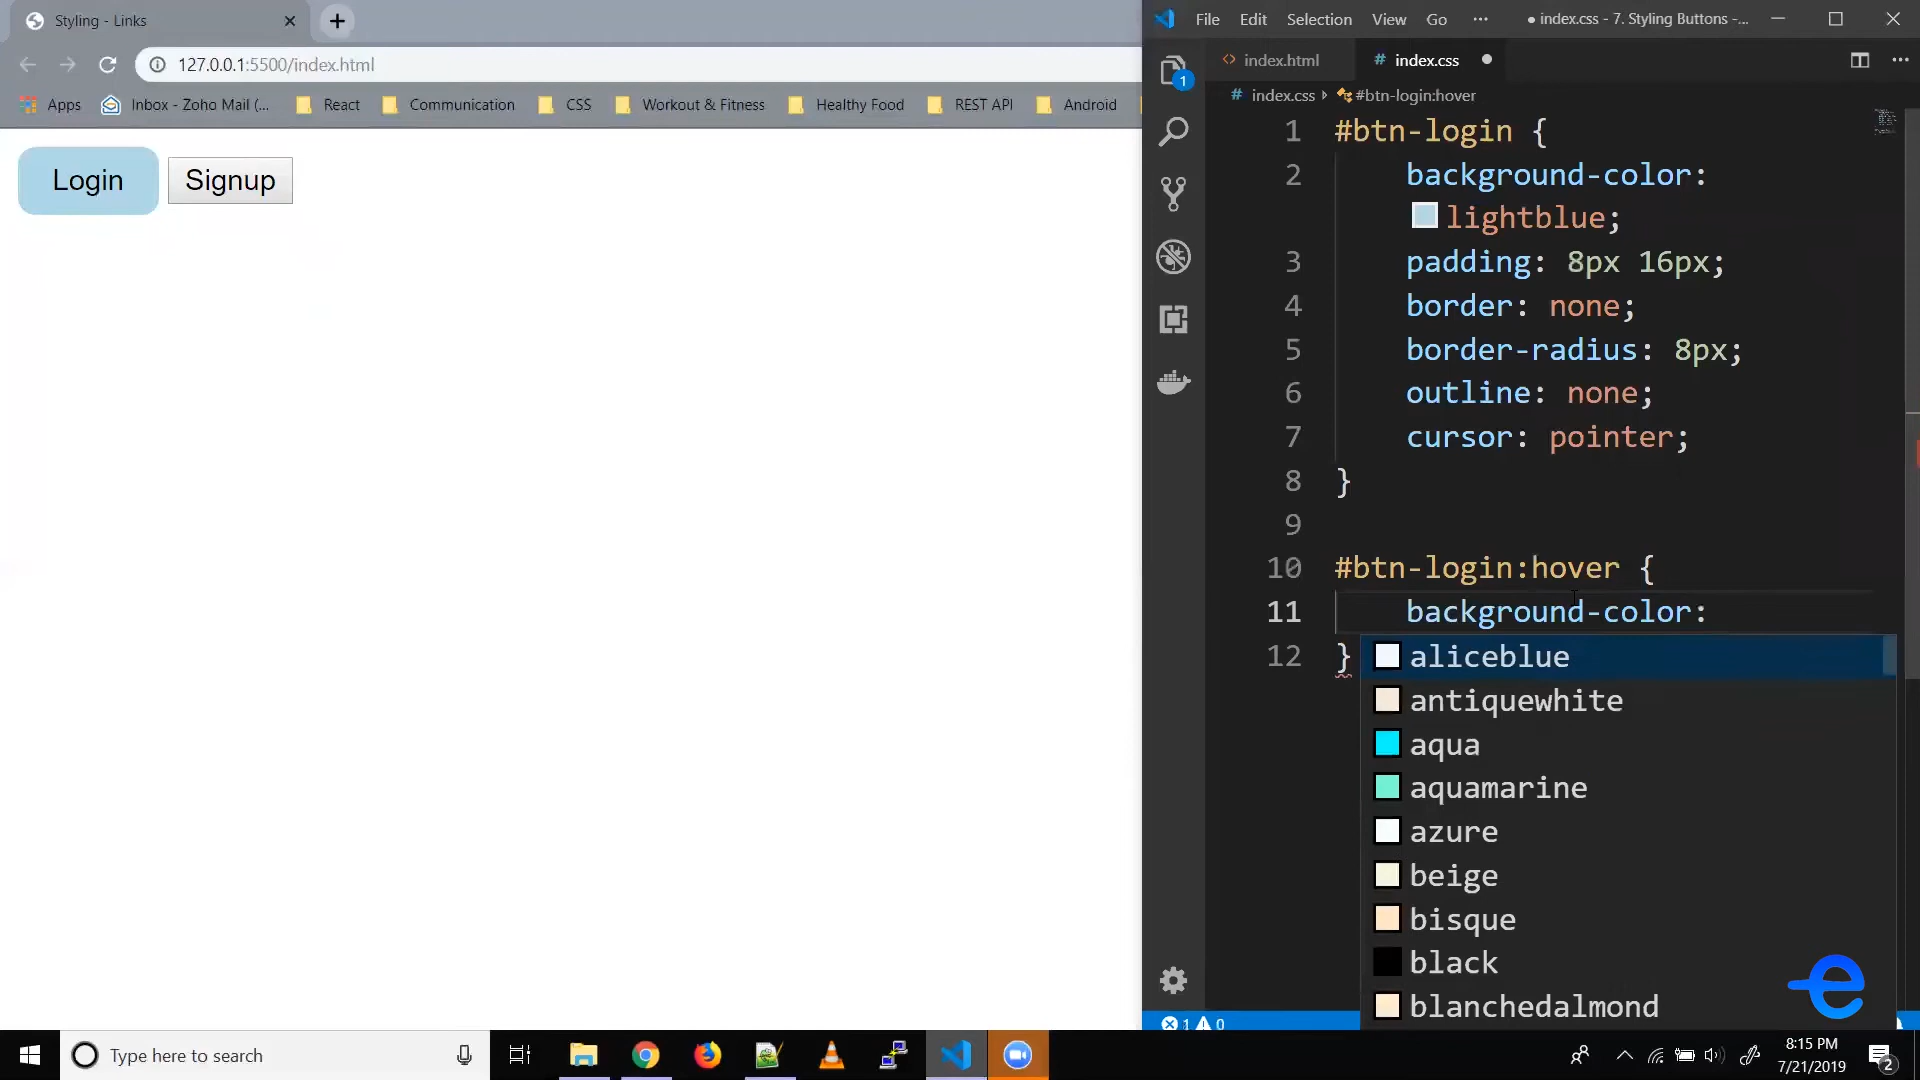 Styling - Links
127.0.0.1:5500/index.html
Apps Inbox - Zoho Mail (... React Communication CSS Workout & Fitness Healthy Food REST API Android
Login Signup
File Edit Selection View Go ··· ● index.css - 7. Styling Buttons -...
<> index.html # index.css ●
# index.css › #btn-login:hover
1
1 #btn-login {
2 background-color:
lightblue;
3 padding: 8px 16px;
4 border: none;
5 border-radius: 8px;
6 outline: none;
7 cursor: pointer;
8 }
9
10 #btn-login:hover {
11 background-color:
12 }
aliceblue
antiquewhite
aqua
aquamarine
azure
beige
bisque
black
blanchedalmond
e
1 0
Type here to search
8:15 PM
7/21/2019
2